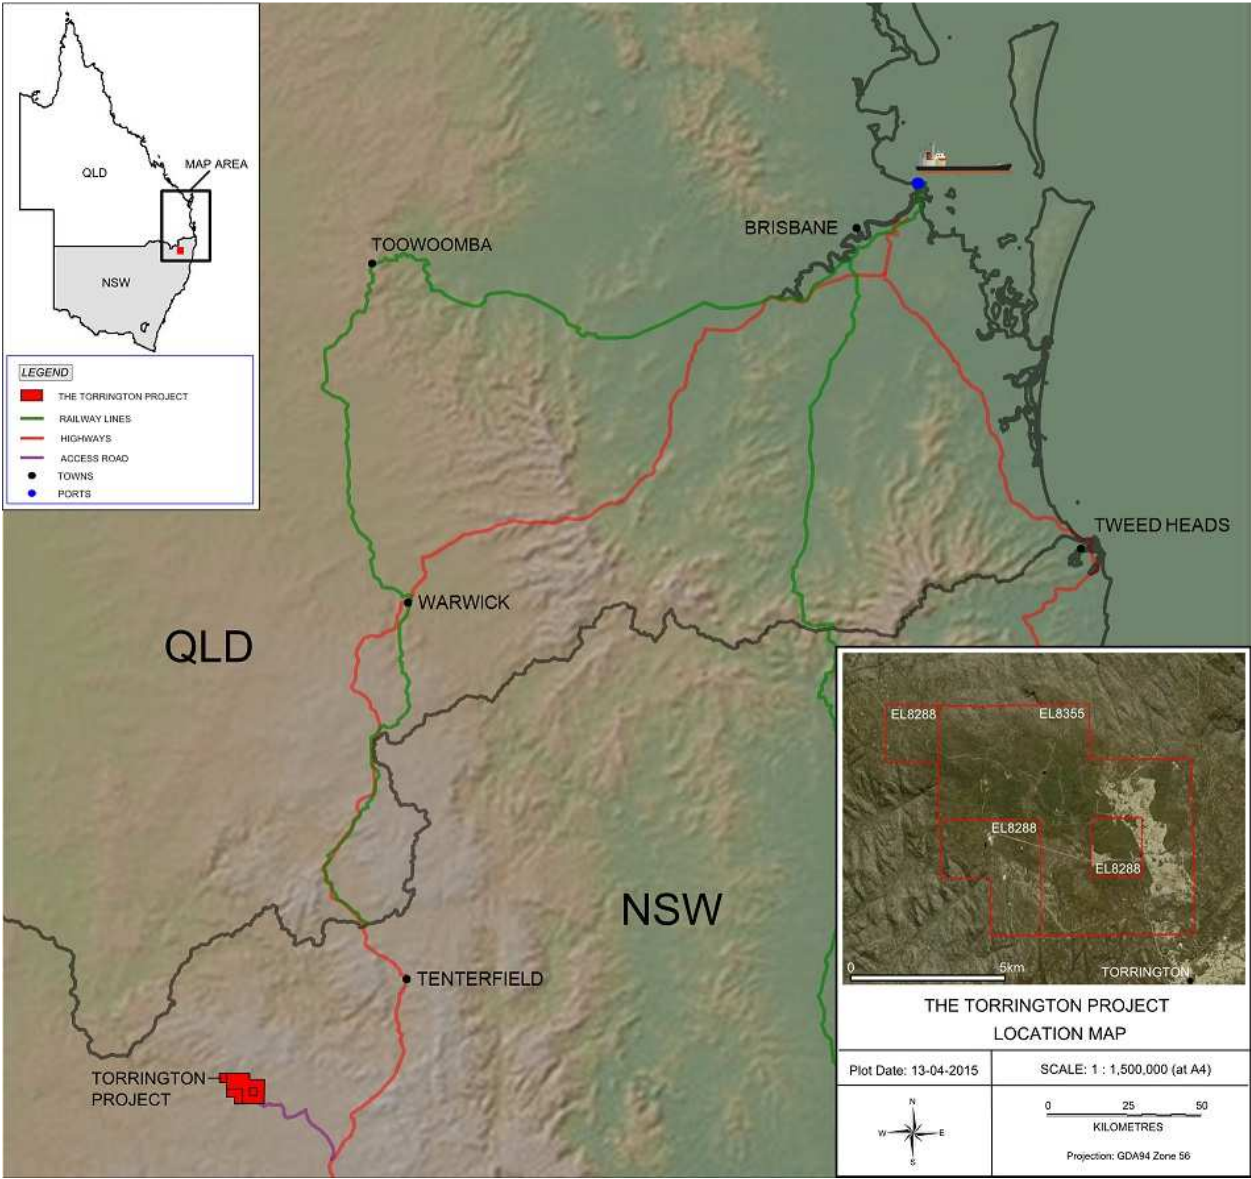 QLD
MAP AREA
NSW
LEGEND
THE TORRINGTON PROJECT
RAILWAY LINES
HIGHWAYS
ACCESS ROAD
TOWNS
PORTS
BRISBANE
TOOWOOMBA
TWEED HEADS
WARWICK
QLD
NSW
TENTERFIELD
TORRINGTON
PROJECT
EL8288
EL8355
EL8288
EL8288
0
5km
TORRINGTON
THE TORRINGTON PROJECT
LOCATION MAP
Plot Date: 13-04-2015
SCALE: 1 : 1,500,000 (at A4)
N
W
E
S
0 25 50
KILOMETRES
Projection: GDA94 Zone 56